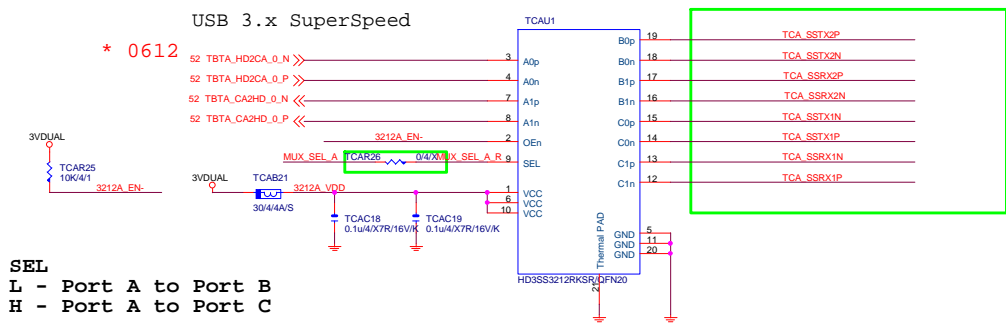 USB 3.x SuperSpeed
* 0612
TCAU1
52 TBTA_HD2CA_0_N
3
A0p
B0p
19
TCA_SSTX2P
52 TBTA_HD2CA_0_P
4
A0n
B0n
18
TCA_SSTX2N
52 TBTA_CA2HD_0_N
7
A1p
B1p
17
TCA_SSRX2P
52 TBTA_CA2HD_0_P
8
A1n
B1n
16
TCA_SSRX2N
3212A_EN-
2
OEn
C0p
15
TCA_SSTX1N
C0n
14
TCA_SSTX1P
MUX_SEL_A
TCAR26
0/4/X
MUX_SEL_A_R
9
SEL
C1p
13
TCA_SSRX1N
C1n
12
TCA_SSRX1P
3VDUAL
TCAR25
10K/4/1
3212A_EN-
3VDUAL
TCAB21
30/4/4A/S
3212A_VDD
1
VCC
6
VCC
10
VCC
TCAC18
0.1u/4/X7R/16V/K
TCAC19
0.1u/4/X7R/16V/K
GND
5
GND
11
GND
20
Thermal PAD
21
HD3SS3212RKSR/QFN20
SEL
L - Port A to Port B
H - Port A to Port C